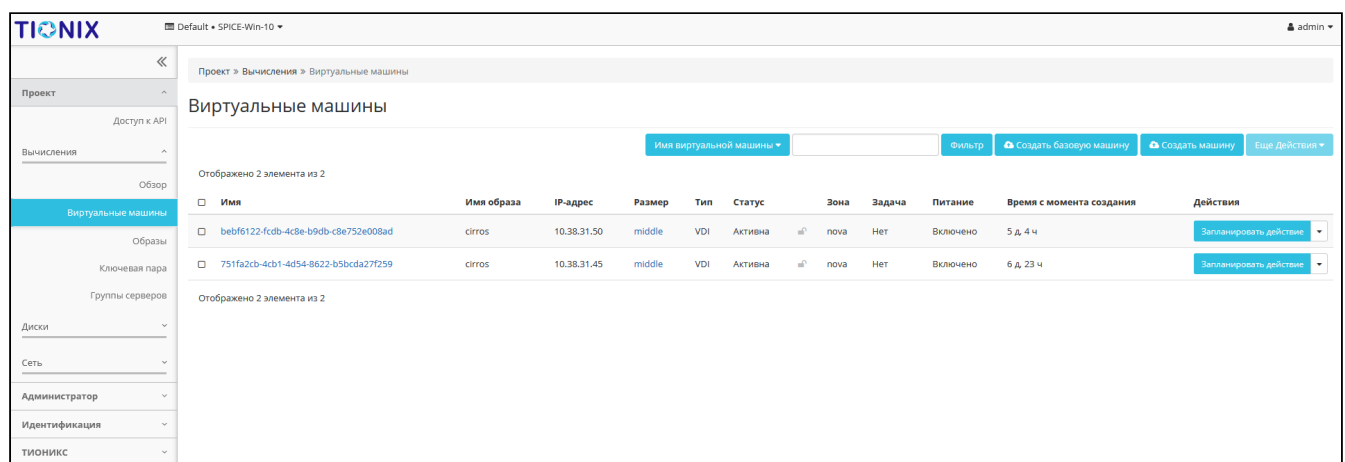 TIONIX Default • SPICE-Win-10 admin
Проект
Доступ к API
Вычисления
Обзор
Виртуальные машины
Образы
Ключевая пара
Группы серверов
Диски
Сеть
Администратор
Идентификация
ТИОНИКС
Проект » Вычисления » Виртуальные машины
Виртуальные машины
Имя виртуальной машины Фильтр Создать базовую машину Создать машину Еще Действия
Отображено 2 элемента из 2
Имя Имя образа IP-адрес Размер Тип Статус Зона Задача Питание Время с момента создания Действия
bebf6122-fcdb-4c8e-b9db-c8e752e008ad cirros 10.38.31.50 middle VDI Активна nova Нет Включено 5 д, 4 ч Запланировать действие
751fa2cb-4cb1-4d54-8622-b5bcda27f259 cirros 10.38.31.45 middle VDI Активна nova Нет Включено 6 д, 23 ч Запланировать действие
Отображено 2 элемента из 2